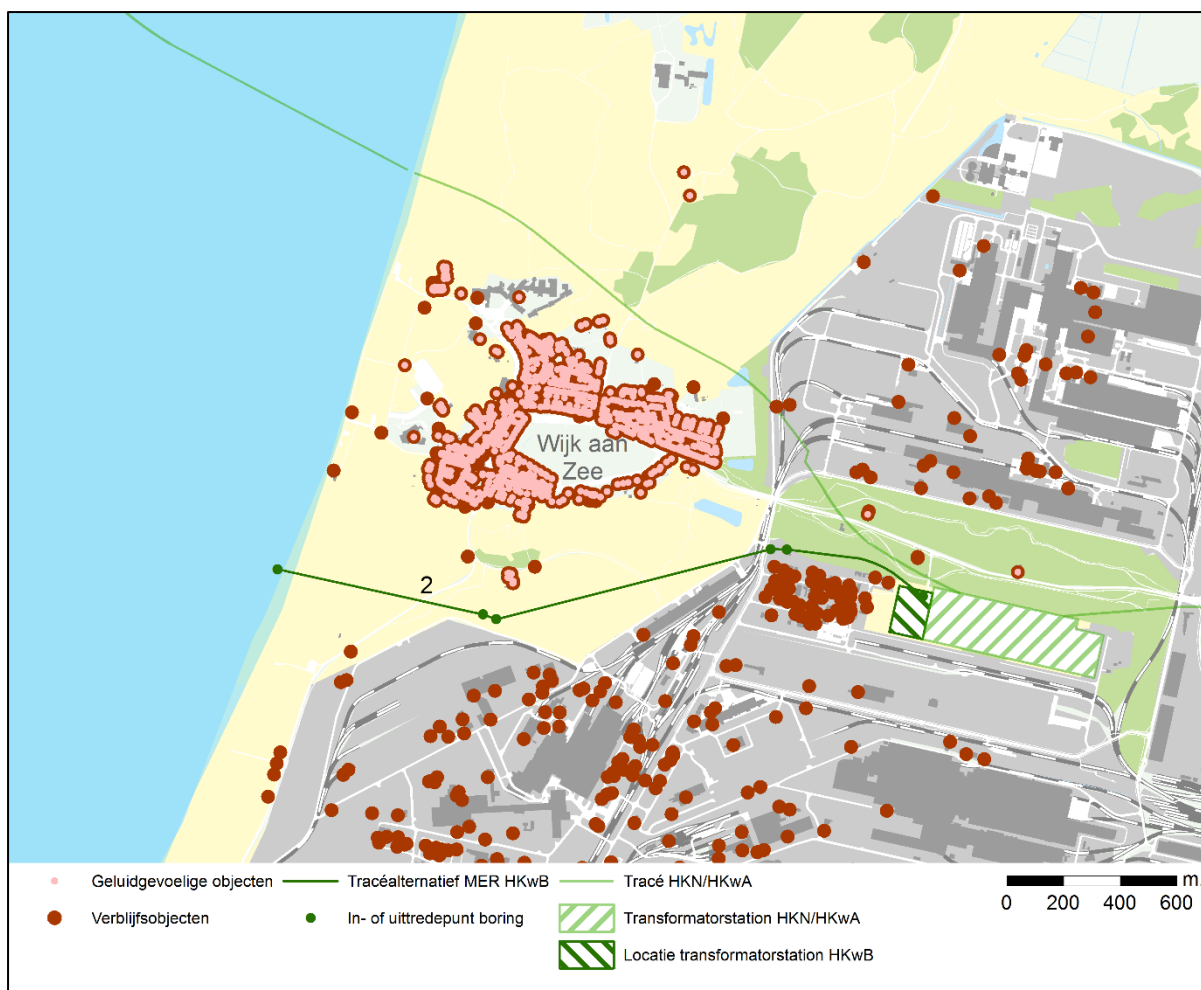 Wijk aan
Zee
2
Geluidgevoelige objecten
Tracéalternatief MER HKwB
Tracé HKN/HKwA
m
Verblijfsobjecten
In- of uittredepunt boring
Transformatorstation HKN/HKwA
0 200 400 600
Locatie transformatorstation HKwB